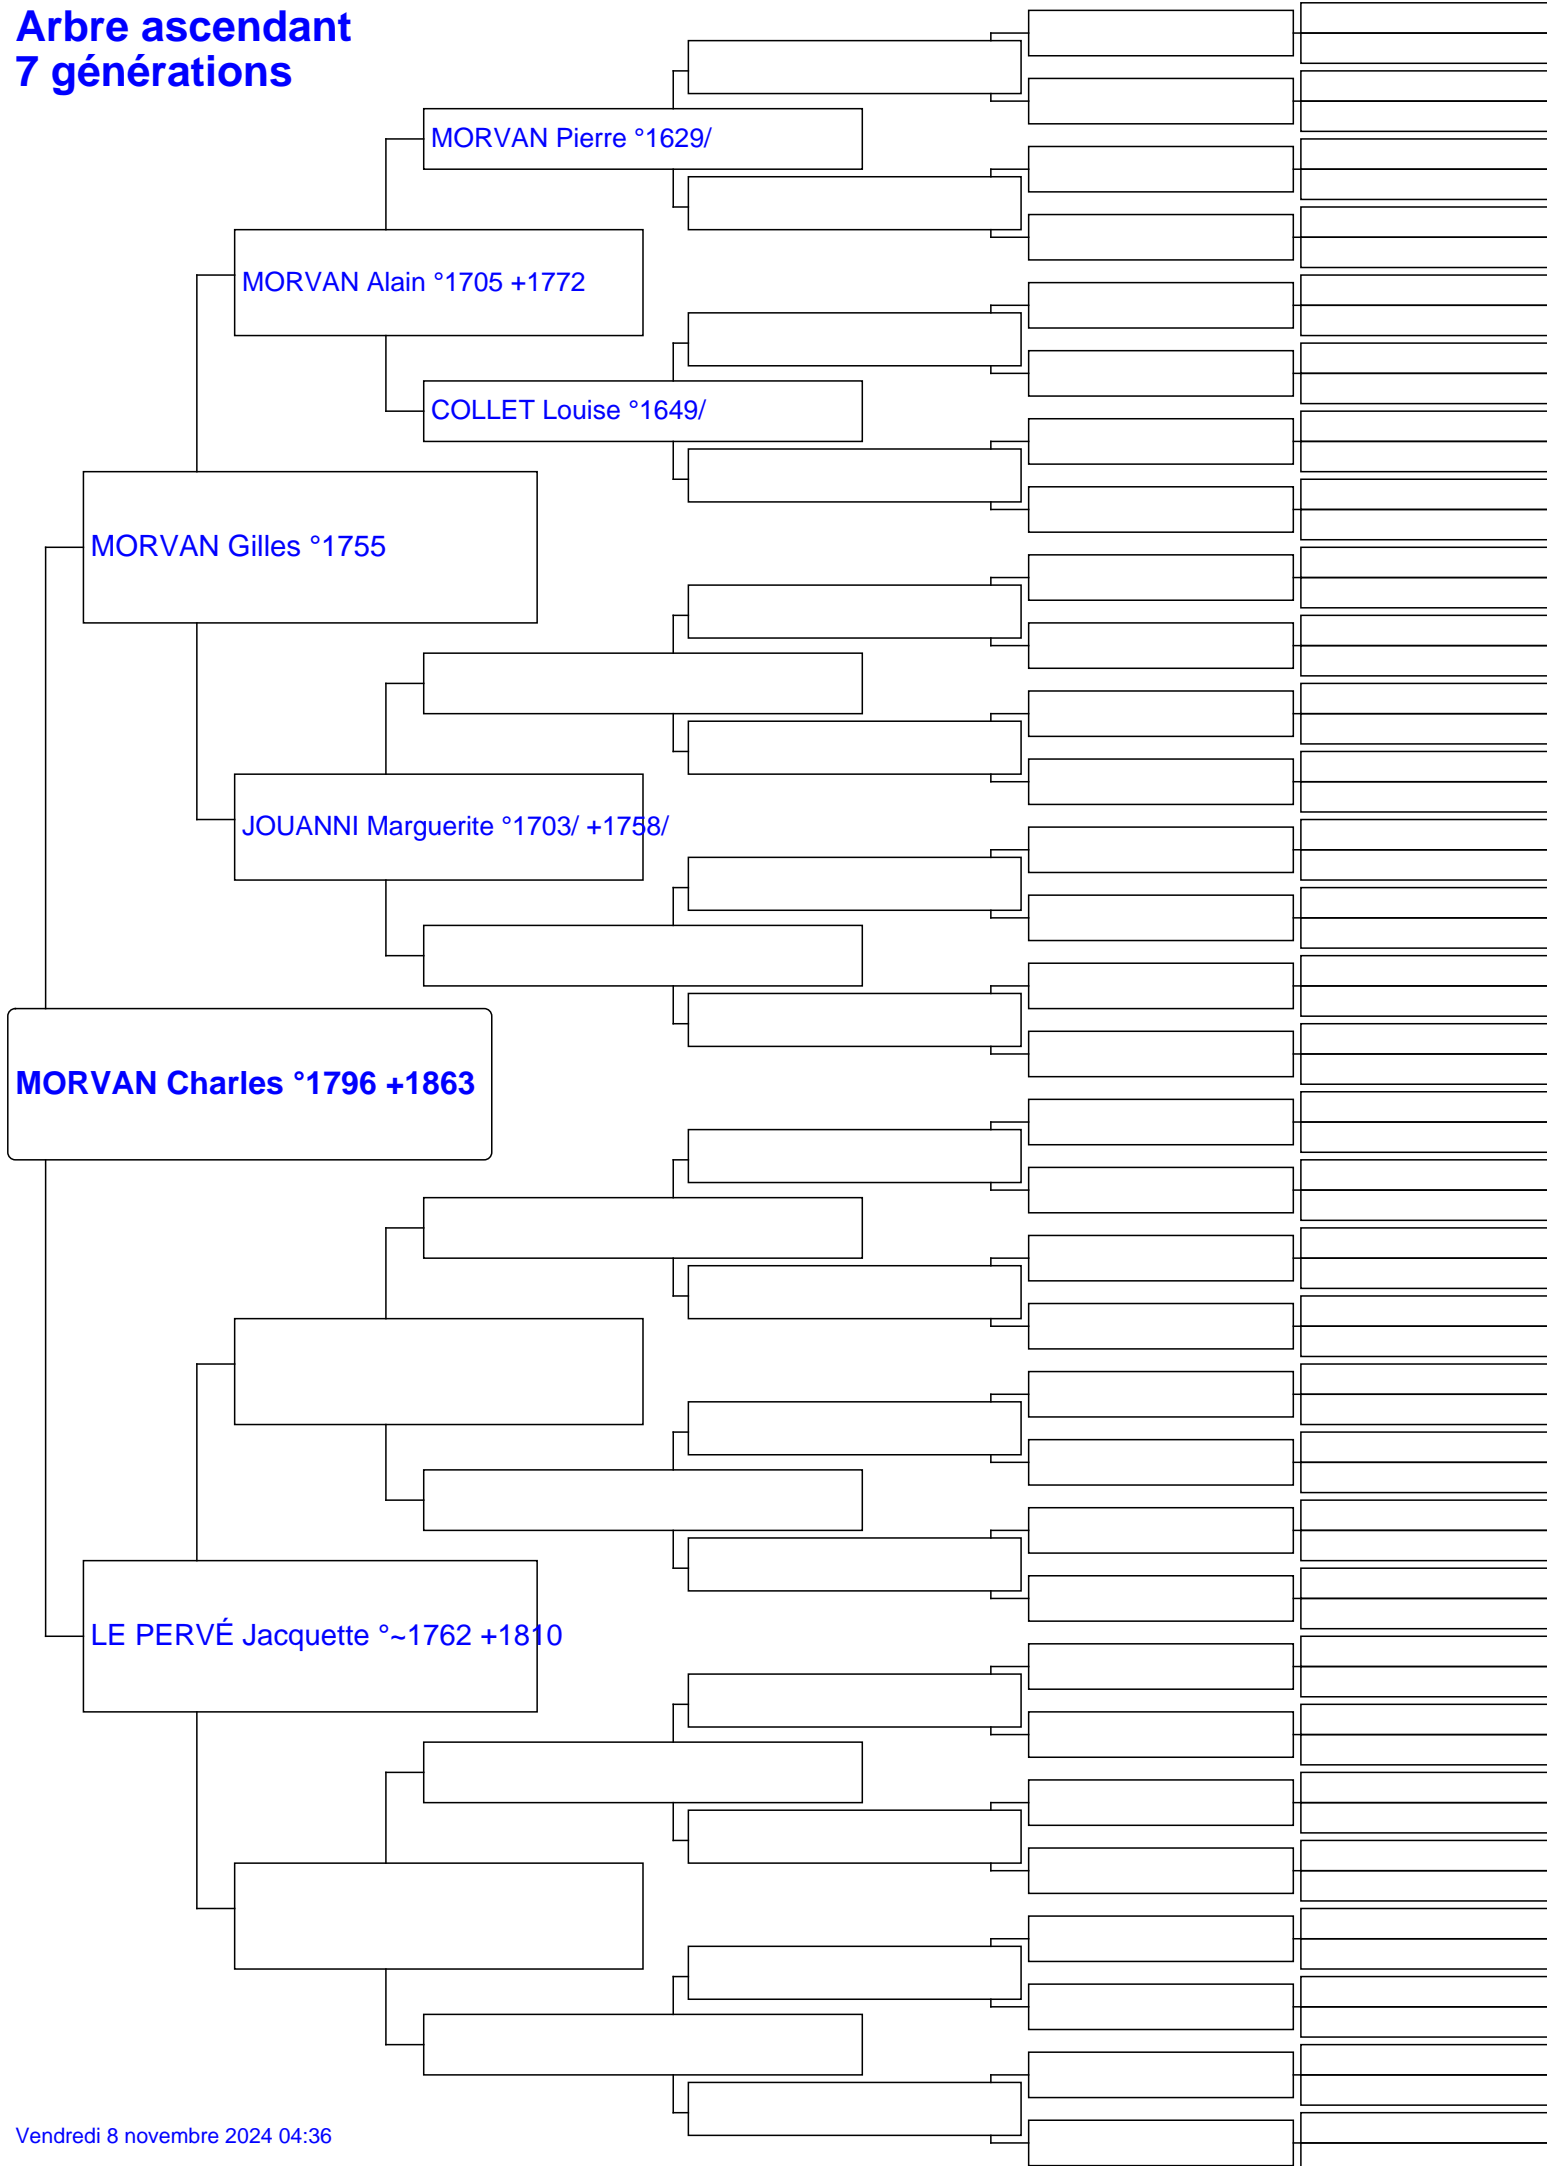 Arbre ascendant
7 générations
MORVAN Pierre °1629/
MORVAN Alain °1705 +1772
COLLET Louise °1649/
MORVAN Gilles °1755
JOUANNI Marguerite °1703/ +1758/
MORVAN Charles °1796 +1863
LE PERVÉ Jacquette °~1762 +1810
Vendredi 8 novembre 2024 04:36